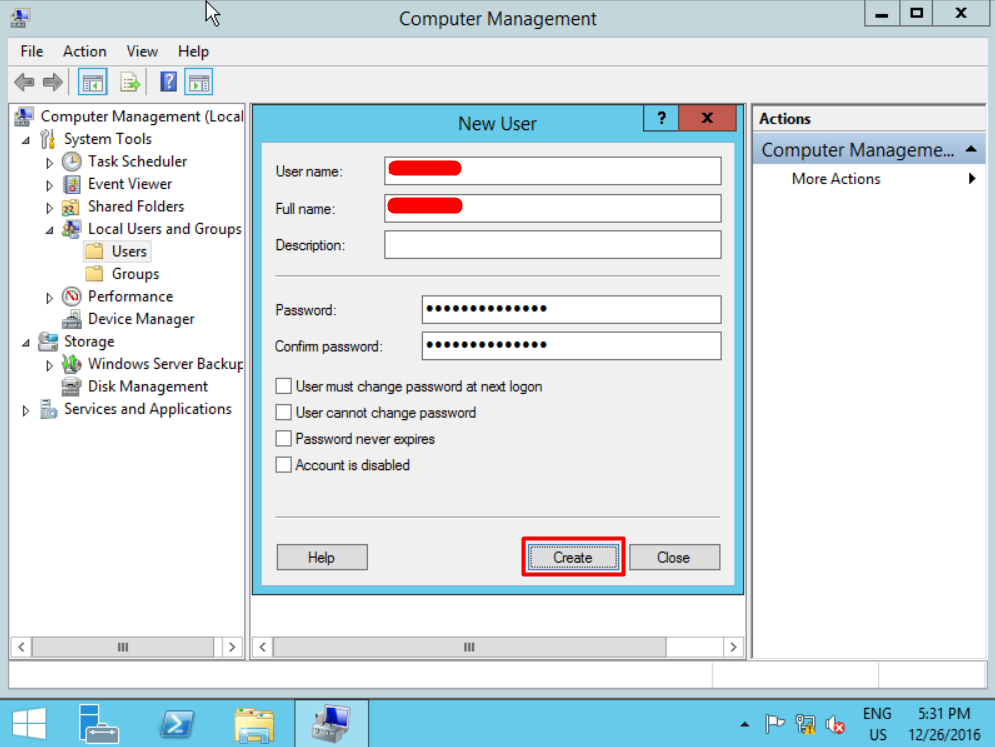 Computer Management
File Action View Help
Computer Management (Local
System Tools
Task Scheduler
Event Viewer
Shared Folders
Local Users and Groups
Users
Groups
Performance
Device Manager
Storage
Windows Server Backup
Disk Management
Services and Applications
New User
?
x
User name:
Full name:
Description:
Password:
Confirm password:
User must change password at next logon
User cannot change password
Password never expires
Account is disabled
Help
Create
Close
Actions
Computer Manageme...
More Actions
ENG 5:31 PM
US 12/26/2016